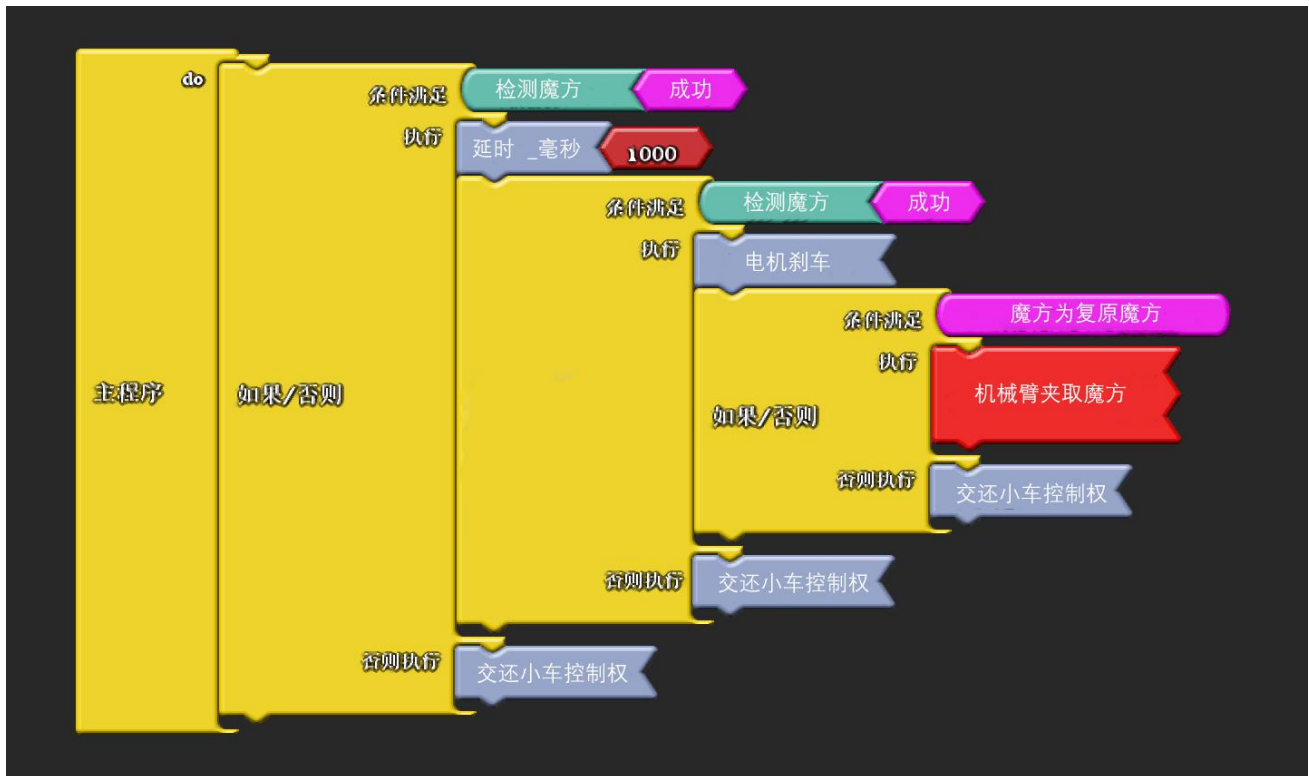 do
条件满足 检测魔方 成功
执行 延时 _毫秒 1000
条件满足 检测魔方 成功
执行 电机刹车
条件满足 魔方为复原魔方
执行
主程序 如果/否则 如果/否则 机械臂夹取魔方
否则执行 交还小车控制权
否则执行 交还小车控制权
否则执行 交还小车控制权